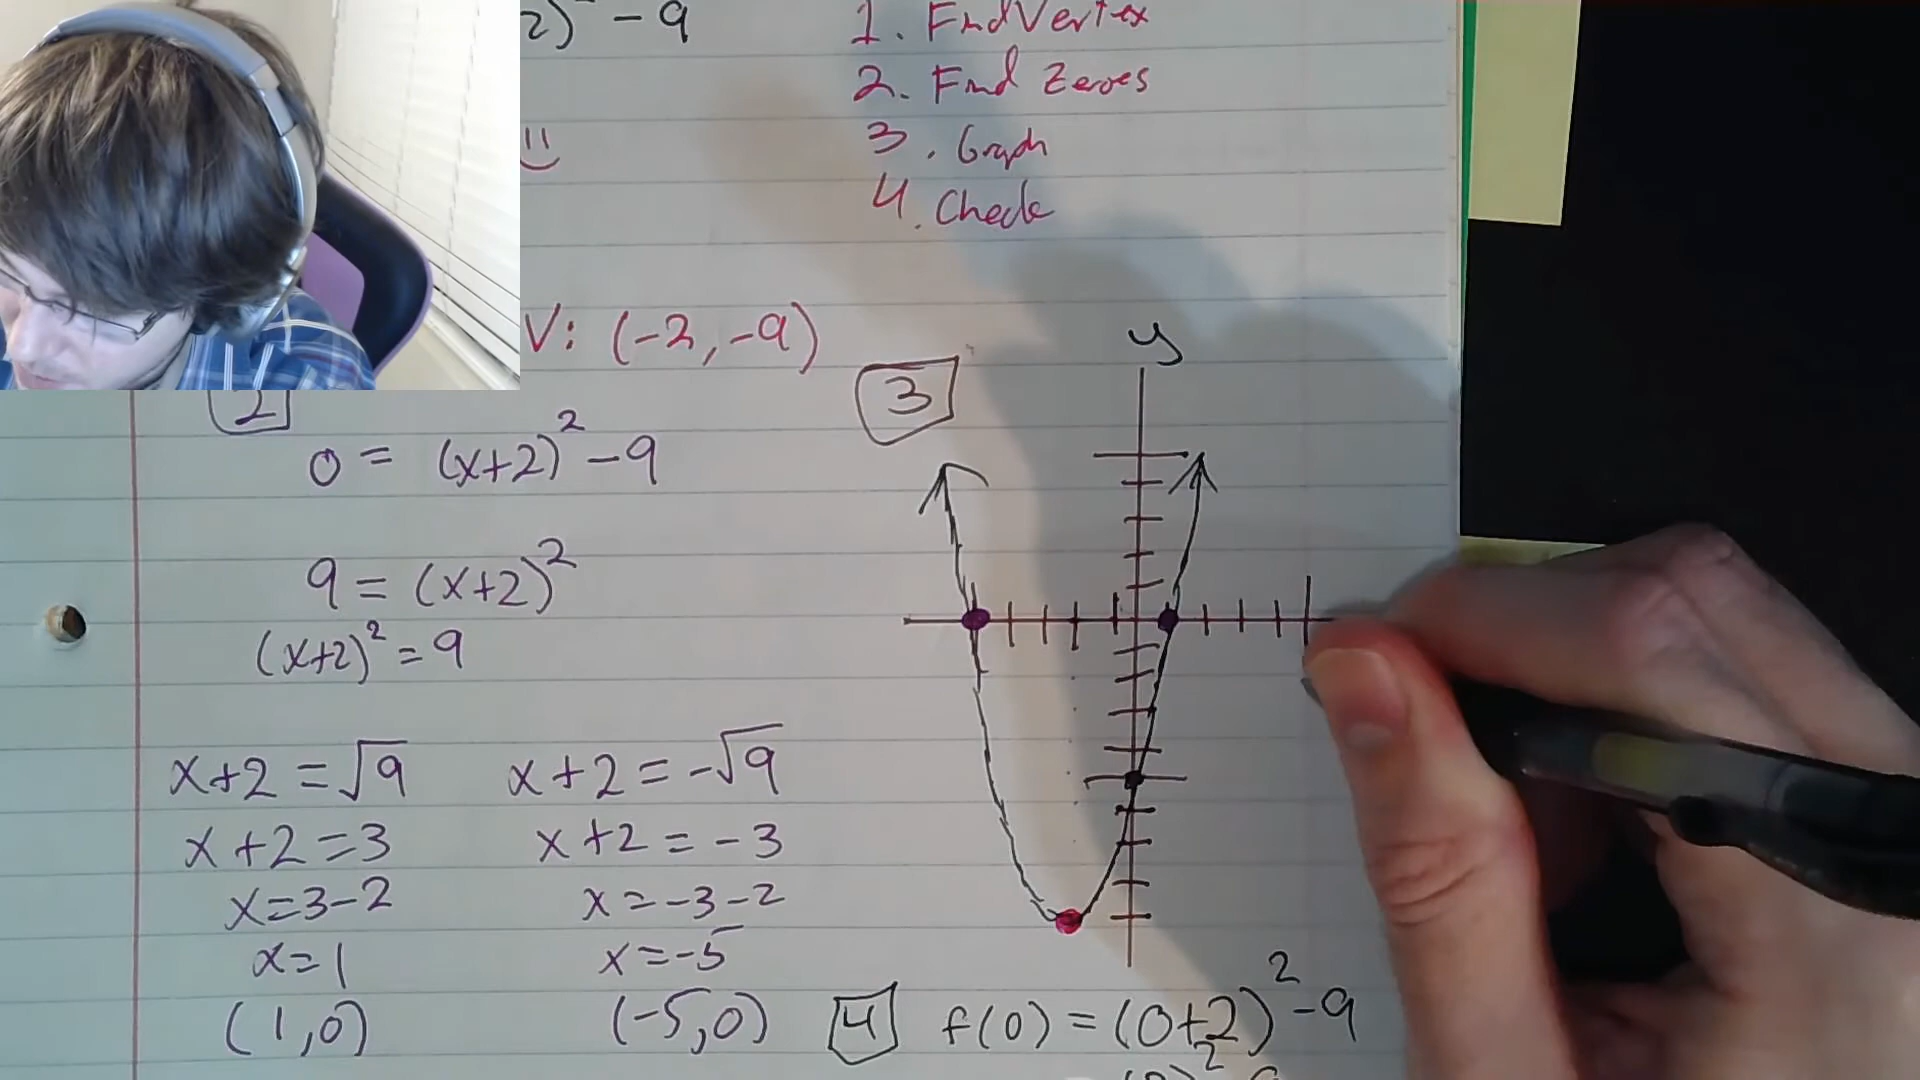 2)² - 9
1. Find Vertex
2. Find Zeroes
3. Graph
4. Check
V: (-2, -9)
2
0 = (x+2)² - 9
9 = (x+2)²
(x+2)² = 9
x+2 = √9
x+2 = 3
x = 3-2
x = 1
(1,0)
x+2 = -√9
x+2 = -3
x = -3-2
x = -5
(-5,0)
3
y
4 f(0) = (0+2)² - 9